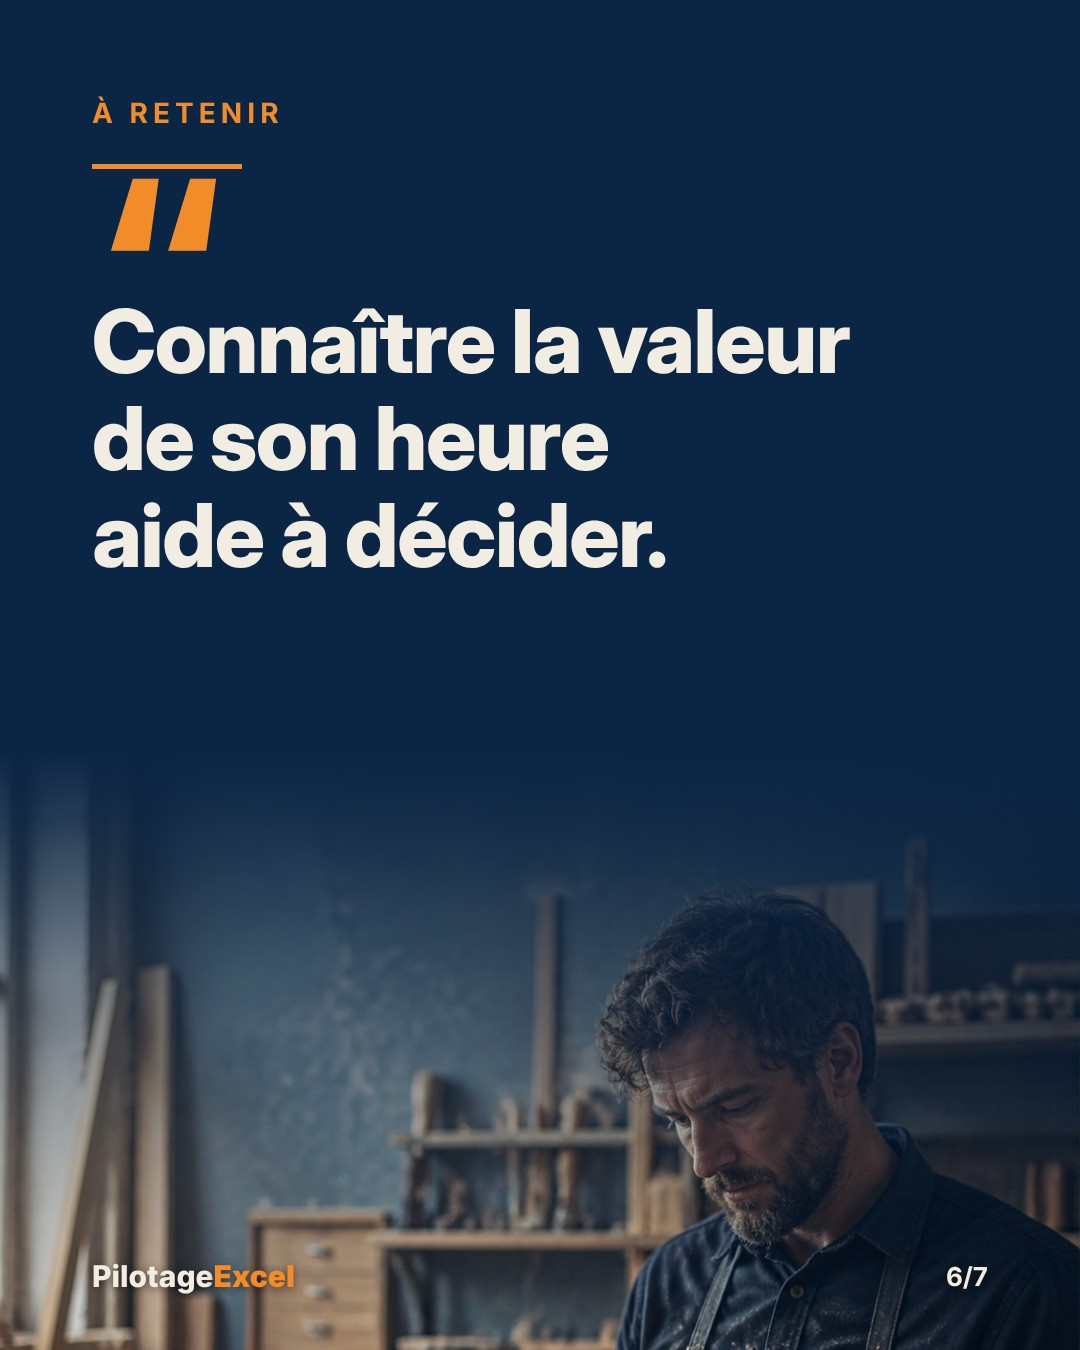 À RETENIR
"
Connaître la valeur
de son heure
aide à décider.
PilotageExcel
6/7